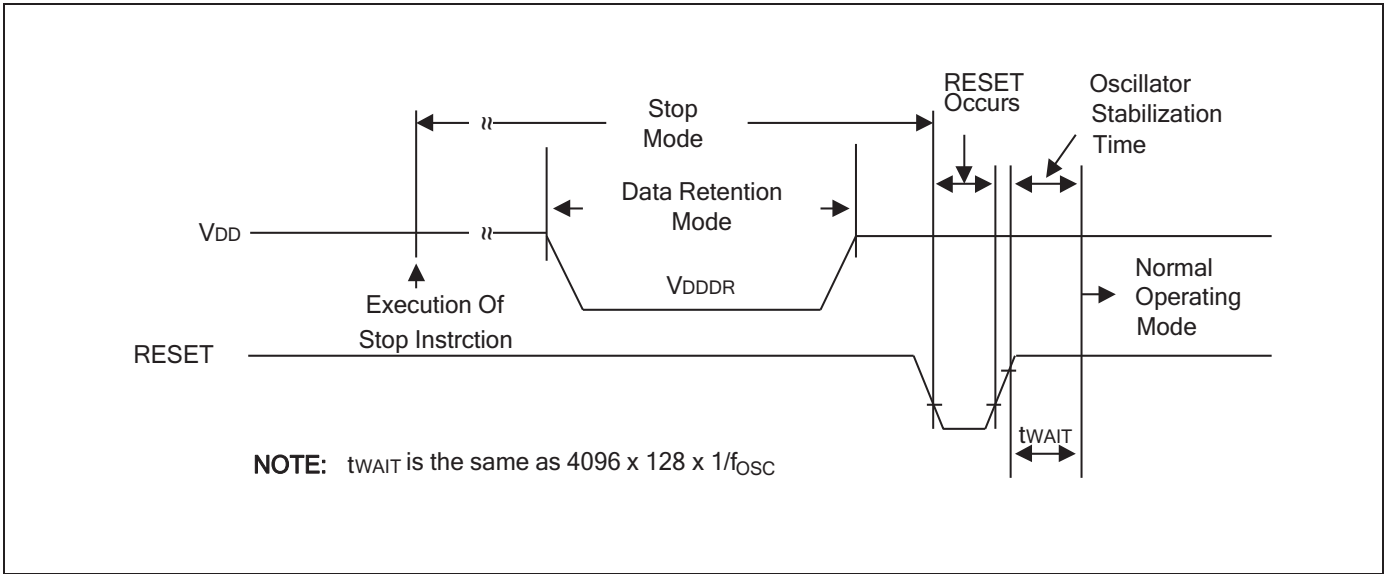 RESET
Occurs
Oscillator
Stabilization
Time
Stop
Mode
Data Retention
Mode
VDD
VDDDR
Execution Of
Stop Instrction
Normal
Operating
Mode
RESET
tWAIT
NOTE: tWAIT is the same as 4096 x 128 x 1/fOSC